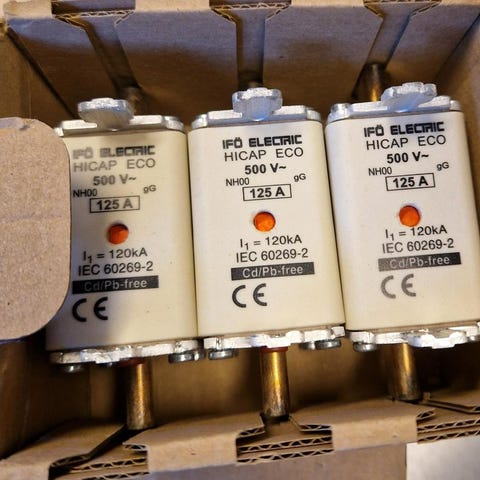 IFÖ ELECTRIC
HICAP ECO
500 V~
NH00 gG
125 A
I1 = 120kA
IEC 60269-2
Cd/Pb-free
CE
IFÖ ELECTRIC
HICAP ECO
500 V~
NH00 gG
125 A
I1 = 120kA
IEC 60269-2
Cd/Pb-free
CE
IFÖ ELECTRIC
HICAP ECO
500 V~
NH00 gG
125 A
I1 = 120kA
IEC 60269-2
Cd/Pb-free
CE